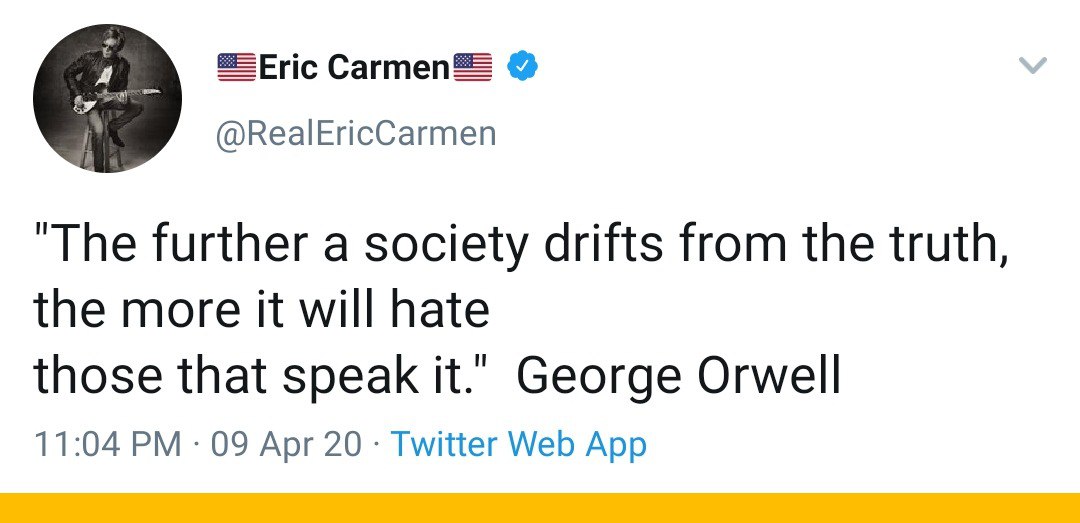 🇺🇸Eric Carmen🇺🇸
@RealEricCarmen
"The further a society drifts from the truth,
the more it will hate
those that speak it."  George Orwell
11:04 PM · 09 Apr 20 · Twitter Web App